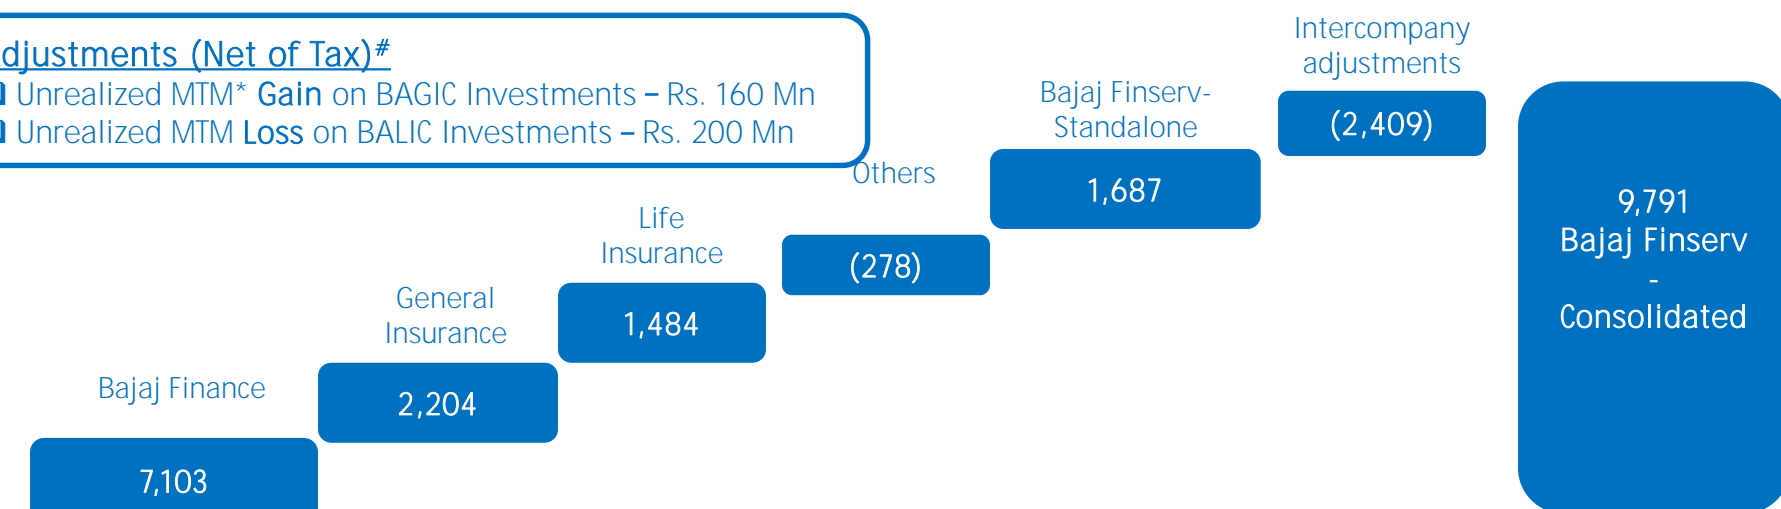 djustments (Net of Tax)#
Unrealized MTM* Gain on BAGIC Investments – Rs. 160 Mn
Unrealized MTM Loss on BALIC Investments – Rs. 200 Mn
Intercompany
adjustments
(2,409)
Bajaj Finserv-
Standalone
1,687
Others
(278)
Life
Insurance
1,484
General
Insurance
2,204
Bajaj Finance
7,103
9,791
Bajaj Finserv
-
Consolidated